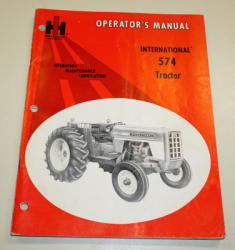 OPERATOR'S MANUAL
INTERNATIONAL
574
Tractor
OPERATION
MAINTENANCE
LUBRICATION